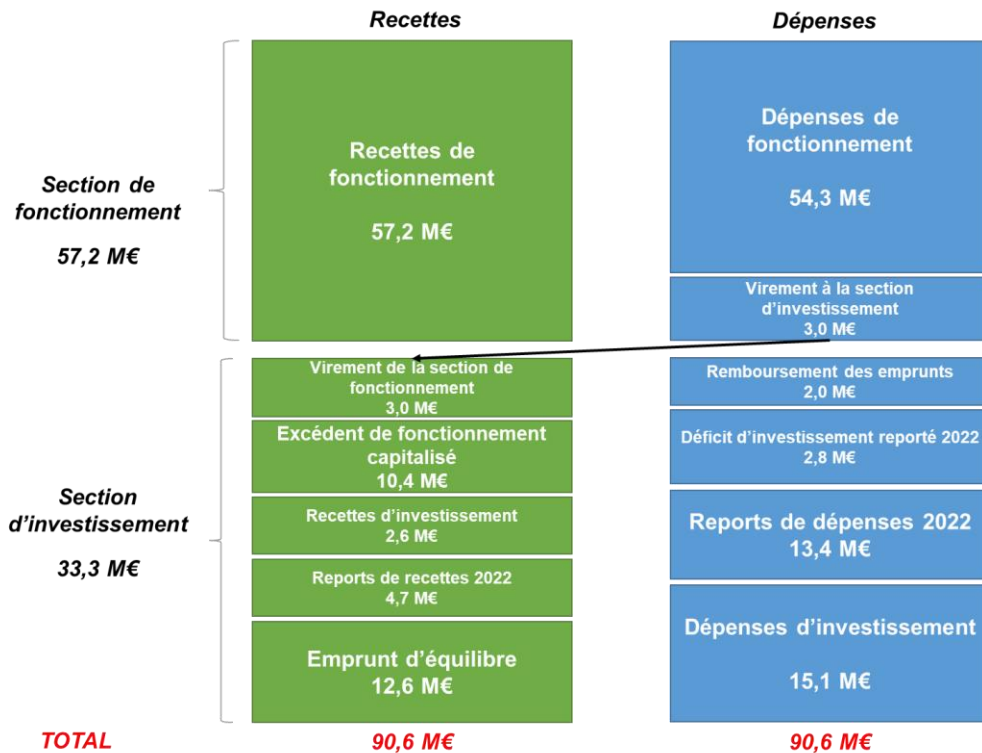 Recettes
Dépenses
Section de
fonctionnement
57,2 M€
Recettes de
fonctionnement
57,2 M€
Dépenses de
fonctionnement
54,3 M€
Virement à la section
d'investissement
3,0 M€
Section
d'investissement
33,3 M€
Virement de la section de
fonctionnement
3,0 M€
Excédent de fonctionnement
capitalisé
10,4 M€
Recettes d'investissement
2,6 M€
Reports de recettes 2022
4,7 M€
Emprunt d'équilibre
12,6 M€
Remboursement des emprunts
2,0 M€
Déficit d'investissement reporté 2022
2,8 M€
Reports de dépenses 2022
13,4 M€
Dépenses d'investissement
15,1 M€
TOTAL
90,6 M€
90,6 M€